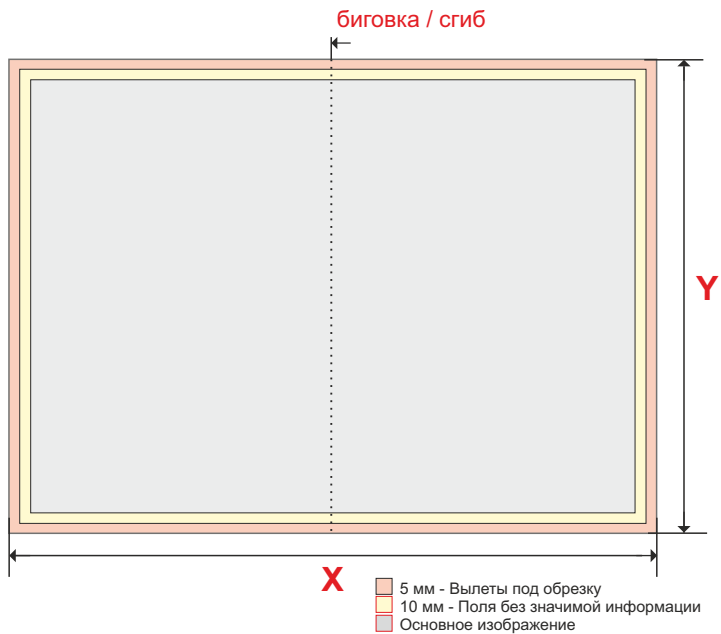 биговка / сгиб
Y
X
5 мм - Вылеты под обрезку
10 мм - Поля без значимой информации
Основное изображение